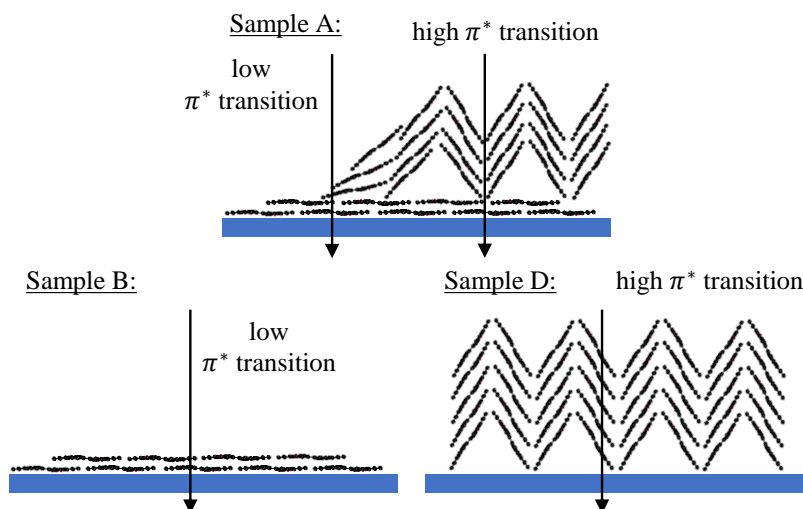 Sample A:
high π* transition
low
π* transition
Sample B:
low
π* transition
Sample D:
high π* transition